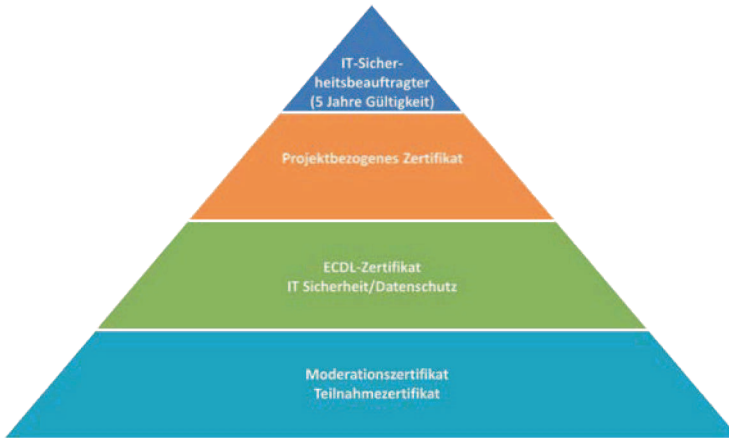 IT-Sicher-
heitsbeauftragter
(5 Jahre Gültigkeit)
Projektbezogenes Zertifikat
ECDL-Zertifikat
IT Sicherheit/Datenschutz
Moderationszertifikat
Teilnahmezertifikat